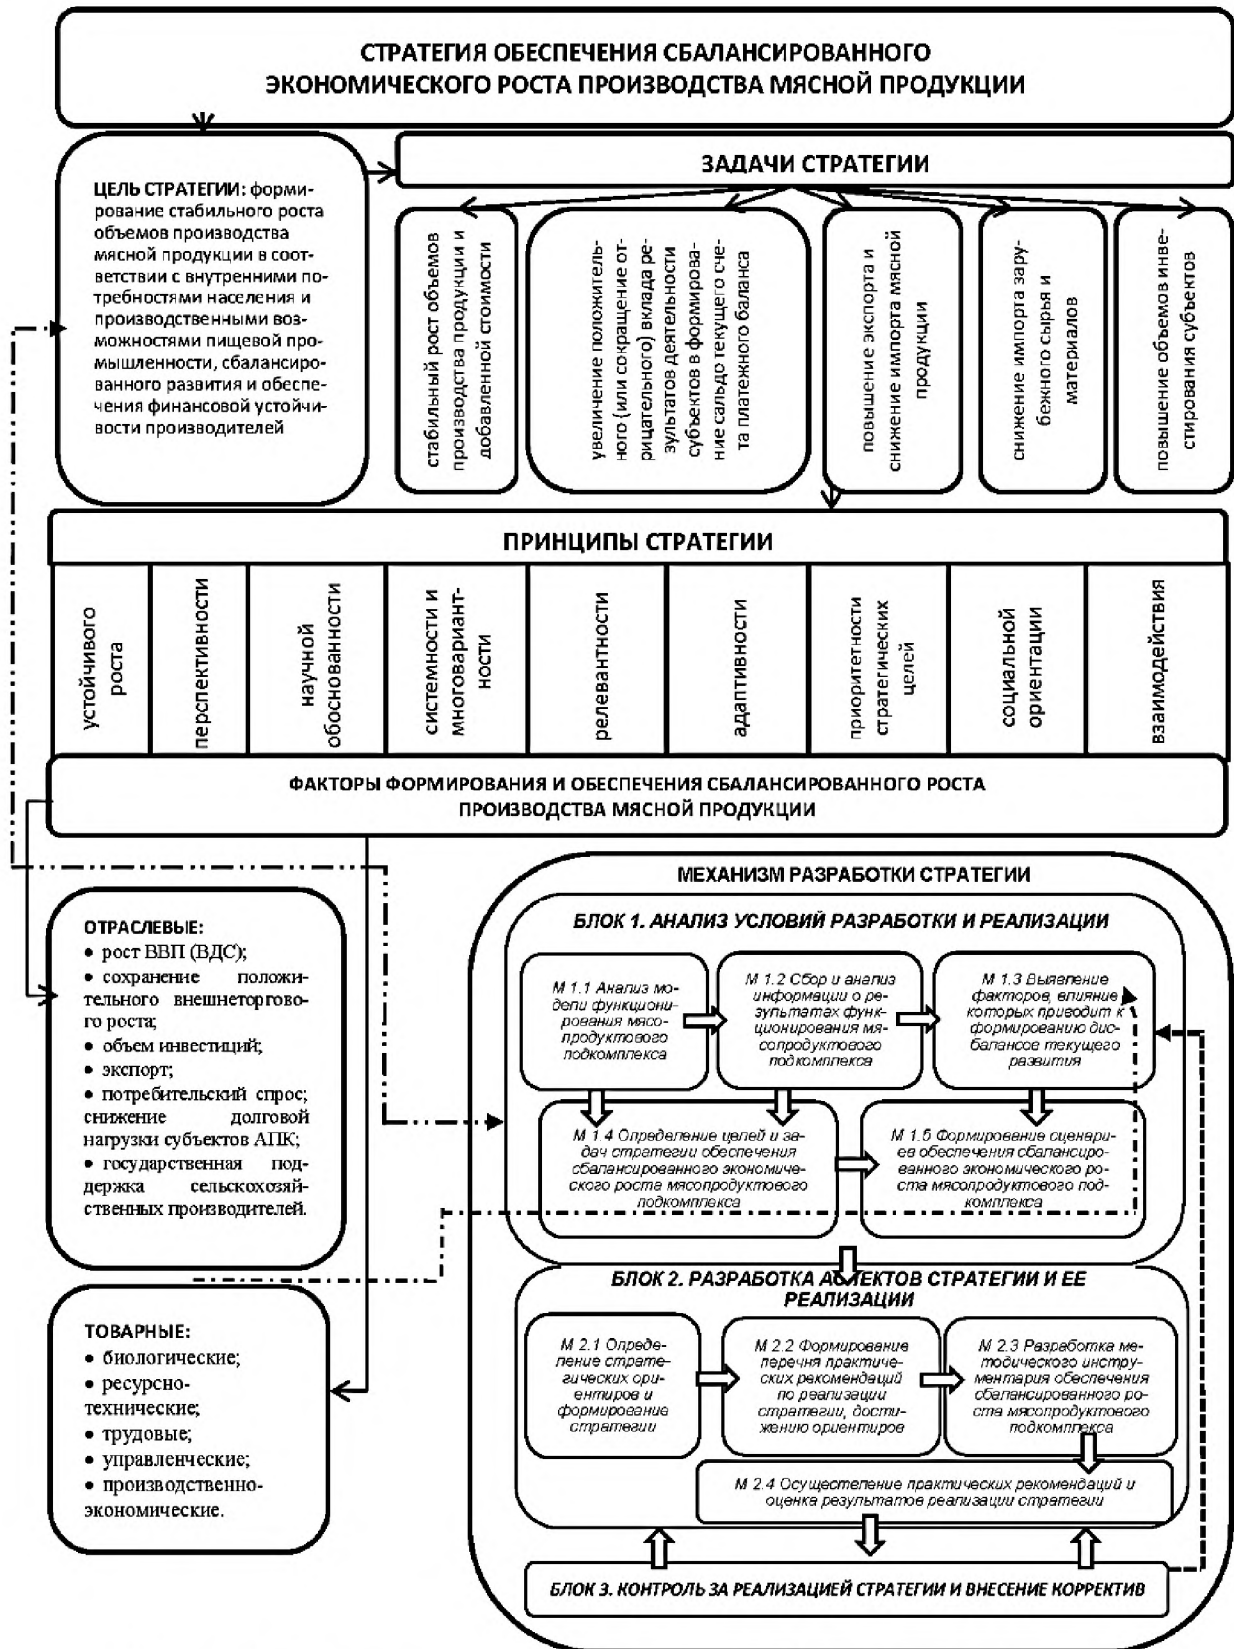 СТРАТЕГИЯ ОБЕСПЕЧЕНИЯ СБАЛАНСИРОВАННОГО
ЭКОНОМИЧЕСКОГО РОСТА ПРОИЗВОДСТВА МЯСНОЙ ПРОДУКЦИИ
ЦЕЛЬ СТРАТЕГИИ: форми-
рование стабильного роста
объемов производства
мясной продукции в соот-
ветствии с внутренними по-
требностями населения и
производственными воз-
можностями пищевой про-
мышленности, сбалансиро-
ванного развития и обеспе-
чения финансовой устойчи-
вости производителей
ЗАДАЧИ СТРАТЕГИИ
стабильный рост объемов
производства продукции и
добавленной стоимости
увеличение положитель-
ного (или сокращение от-
рицательного) вклада ре-
зультатов деятельности
субъектов в формирова-
ние сальдо текущего сче-
та платежного баланса
повышение экспорта и
снижение импорта мясной
продукции
снижение импорта зару-
бежного сырья и
материалов
повышение объемов инве-
стирования субъектов
ПРИНЦИПЫ СТРАТЕГИИ
устойчивого
роста
перспективности
научной
обоснованности
системности и
многовариант-
ности
релевантности
адаптивности
приоритетности
стратегических
целей
социальной
ориентации
взаимодействия
ФАКТОРЫ ФОРМИРОВАНИЯ И ОБЕСПЕЧЕНИЯ СБАЛАНСИРОВАННОГО РОСТА
ПРОИЗВОДСТВА МЯСНОЙ ПРОДУКЦИИ
ОТРАСЛЕВЫЕ:
• рост ВВП (ВДС);
• сохранение положи-
тельного внешнеторгово-
го роста;
• объем инвестиций;
• экспорт;
• потребительский спрос;
снижение долговой
нагрузки субъектов АПК;
• государственная под-
держка сельскохозяй-
ственных производителей.
ТОВАРНЫЕ:
• биологические;
• ресурсно-
технические;
• трудовые;
• управленческие;
• производственно-
экономические.
МЕХАНИЗМ РАЗРАБОТКИ СТРАТЕГИИ
БЛОК 1. АНАЛИЗ УСЛОВИЙ РАЗРАБОТКИ И РЕАЛИЗАЦИИ
М 1.1 Анализ мо-
дели функциони-
рования мясо-
продуктового
подкомплекса
М 1.2 Сбор и анализ
информации о ре-
зультатах функ-
ционирования мя-
сопродуктового
подкомплекса
М 1.3 Выявление
факторов, влияние
которых приводит к
формированию дис-
балансов текущего
развития
М 1.4 Определение целей и за-
дач стратегии обеспечения
сбалансированного экономиче-
ского роста мясопродуктового
подкомплекса
М 1.5 Формирование сценари-
ев обеспечения сбалансиро-
ванного экономического ро-
ста мясопродуктового под-
комплекса
БЛОК 2. РАЗРАБОТКА АСПЕКТОВ СТРАТЕГИИ И ЕЕ
РЕАЛИЗАЦИИ
М 2.1 Опреде-
ление страте-
гических ори-
ентиров и
формирование
стратегии
М 2.2 Формирование
перечня практиче-
ских рекомендаций
по реализации
стратегии, дости-
жению ориентиров
М 2.3 Разработка ме-
тодического инстру-
ментария обеспечения
сбалансированного ро-
ста мясопродуктового
подкомплекса
М 2.4 Осуществление практических рекомендаций и
оценка результатов реализации стратегии
БЛОК 3. КОНТРОЛЬ ЗА РЕАЛИЗАЦИЕЙ СТРАТЕГИИ И ВНЕСЕНИЕ КОРРЕКТИВ